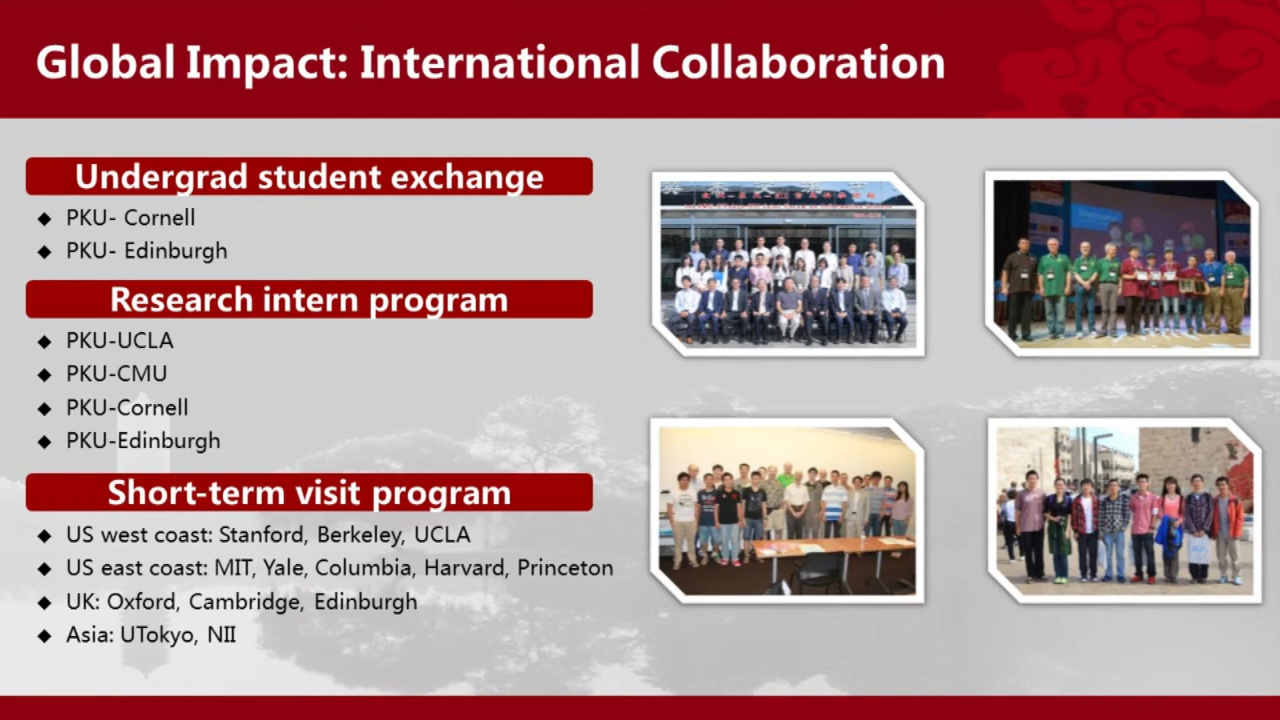 Global Impact: International Collaboration
Undergrad student exchange
PKU- Cornell
PKU- Edinburgh
Research intern program
PKU-UCLA
PKU-CMU
PKU-Cornell
PKU-Edinburgh
Short-term visit program
US west coast: Stanford, Berkeley, UCLA
US east coast: MIT, Yale, Columbia, Harvard, Princeton
UK: Oxford, Cambridge, Edinburgh
Asia: UTokyo, NII
Welcome